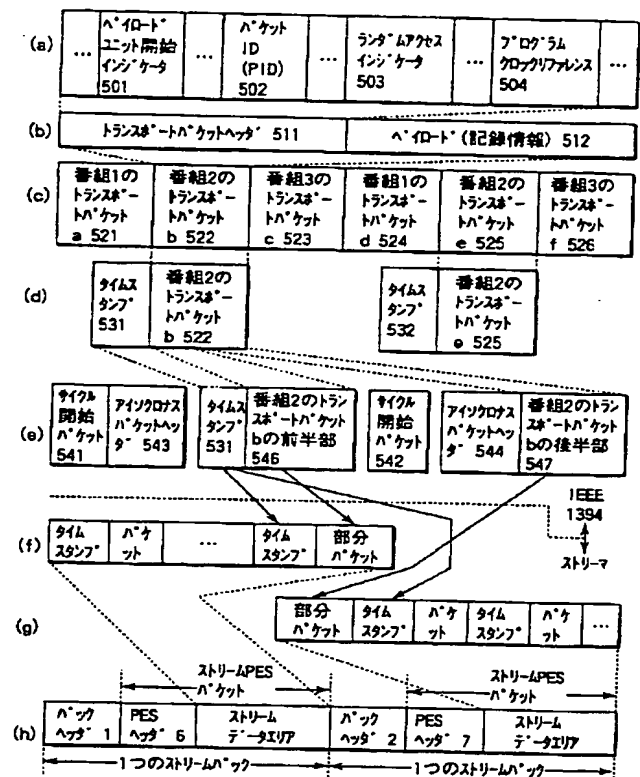 (a)
… ペイロード
ユニット開始
インジケータ
501
…
パケット
ID
(PID)
502
…
ランダムアクセス
インジケータ
503
…
プログラム
クロックリファレンス
504
…
(b)
トランスポートパケットヘッダ 511
ペイロード(記録情報) 512
(c)
番組1の
トランスポー
トパケット
a 521
番組2の
トランスポー
トパケット
b 522
番組3の
トランスポー
トパケット
c 523
番組1の
トランスポー
トパケット
d 524
番組2の
トランスポー
トパケット
e 525
番組3の
トランスポー
トパケット
f 526
(d)
タイムス
タンプ
531
番組2の
トランスポー
トパケット
b 522
タイムス
タンプ
532
番組2の
トランスポー
トパケット
e 525
(e)
サイクル
開始
パケット
541
アイソクロナス
パケットヘッ
ダ 543
タイムス
タンプ
531
番組2のトラン
スポートパケット
bの前半部
546
サイクル
開始
パケット
542
アイソクロナス
パケットヘッ
ダ 544
番組2のトラン
スポートパケット
bの後半部
547
IEEE
1394
ストリーマ
(f)
タイム
スタンプ
パケ
ット
…
タイム
スタンプ
部分
パケット
(g)
部分
パケット
タイム
スタンプ
パケ
ット
タイム
スタンプ
パケ
ット
…
ストリームPES
パケット
ストリームPES
パケット
(h)
パック
ヘッダ 1
PES
ヘッダ 6
ストリーム
データエリア
パック
ヘッダ 2
PES
ヘッダ 7
ストリーム
データエリア
1つのストリームパック
1つのストリームパック